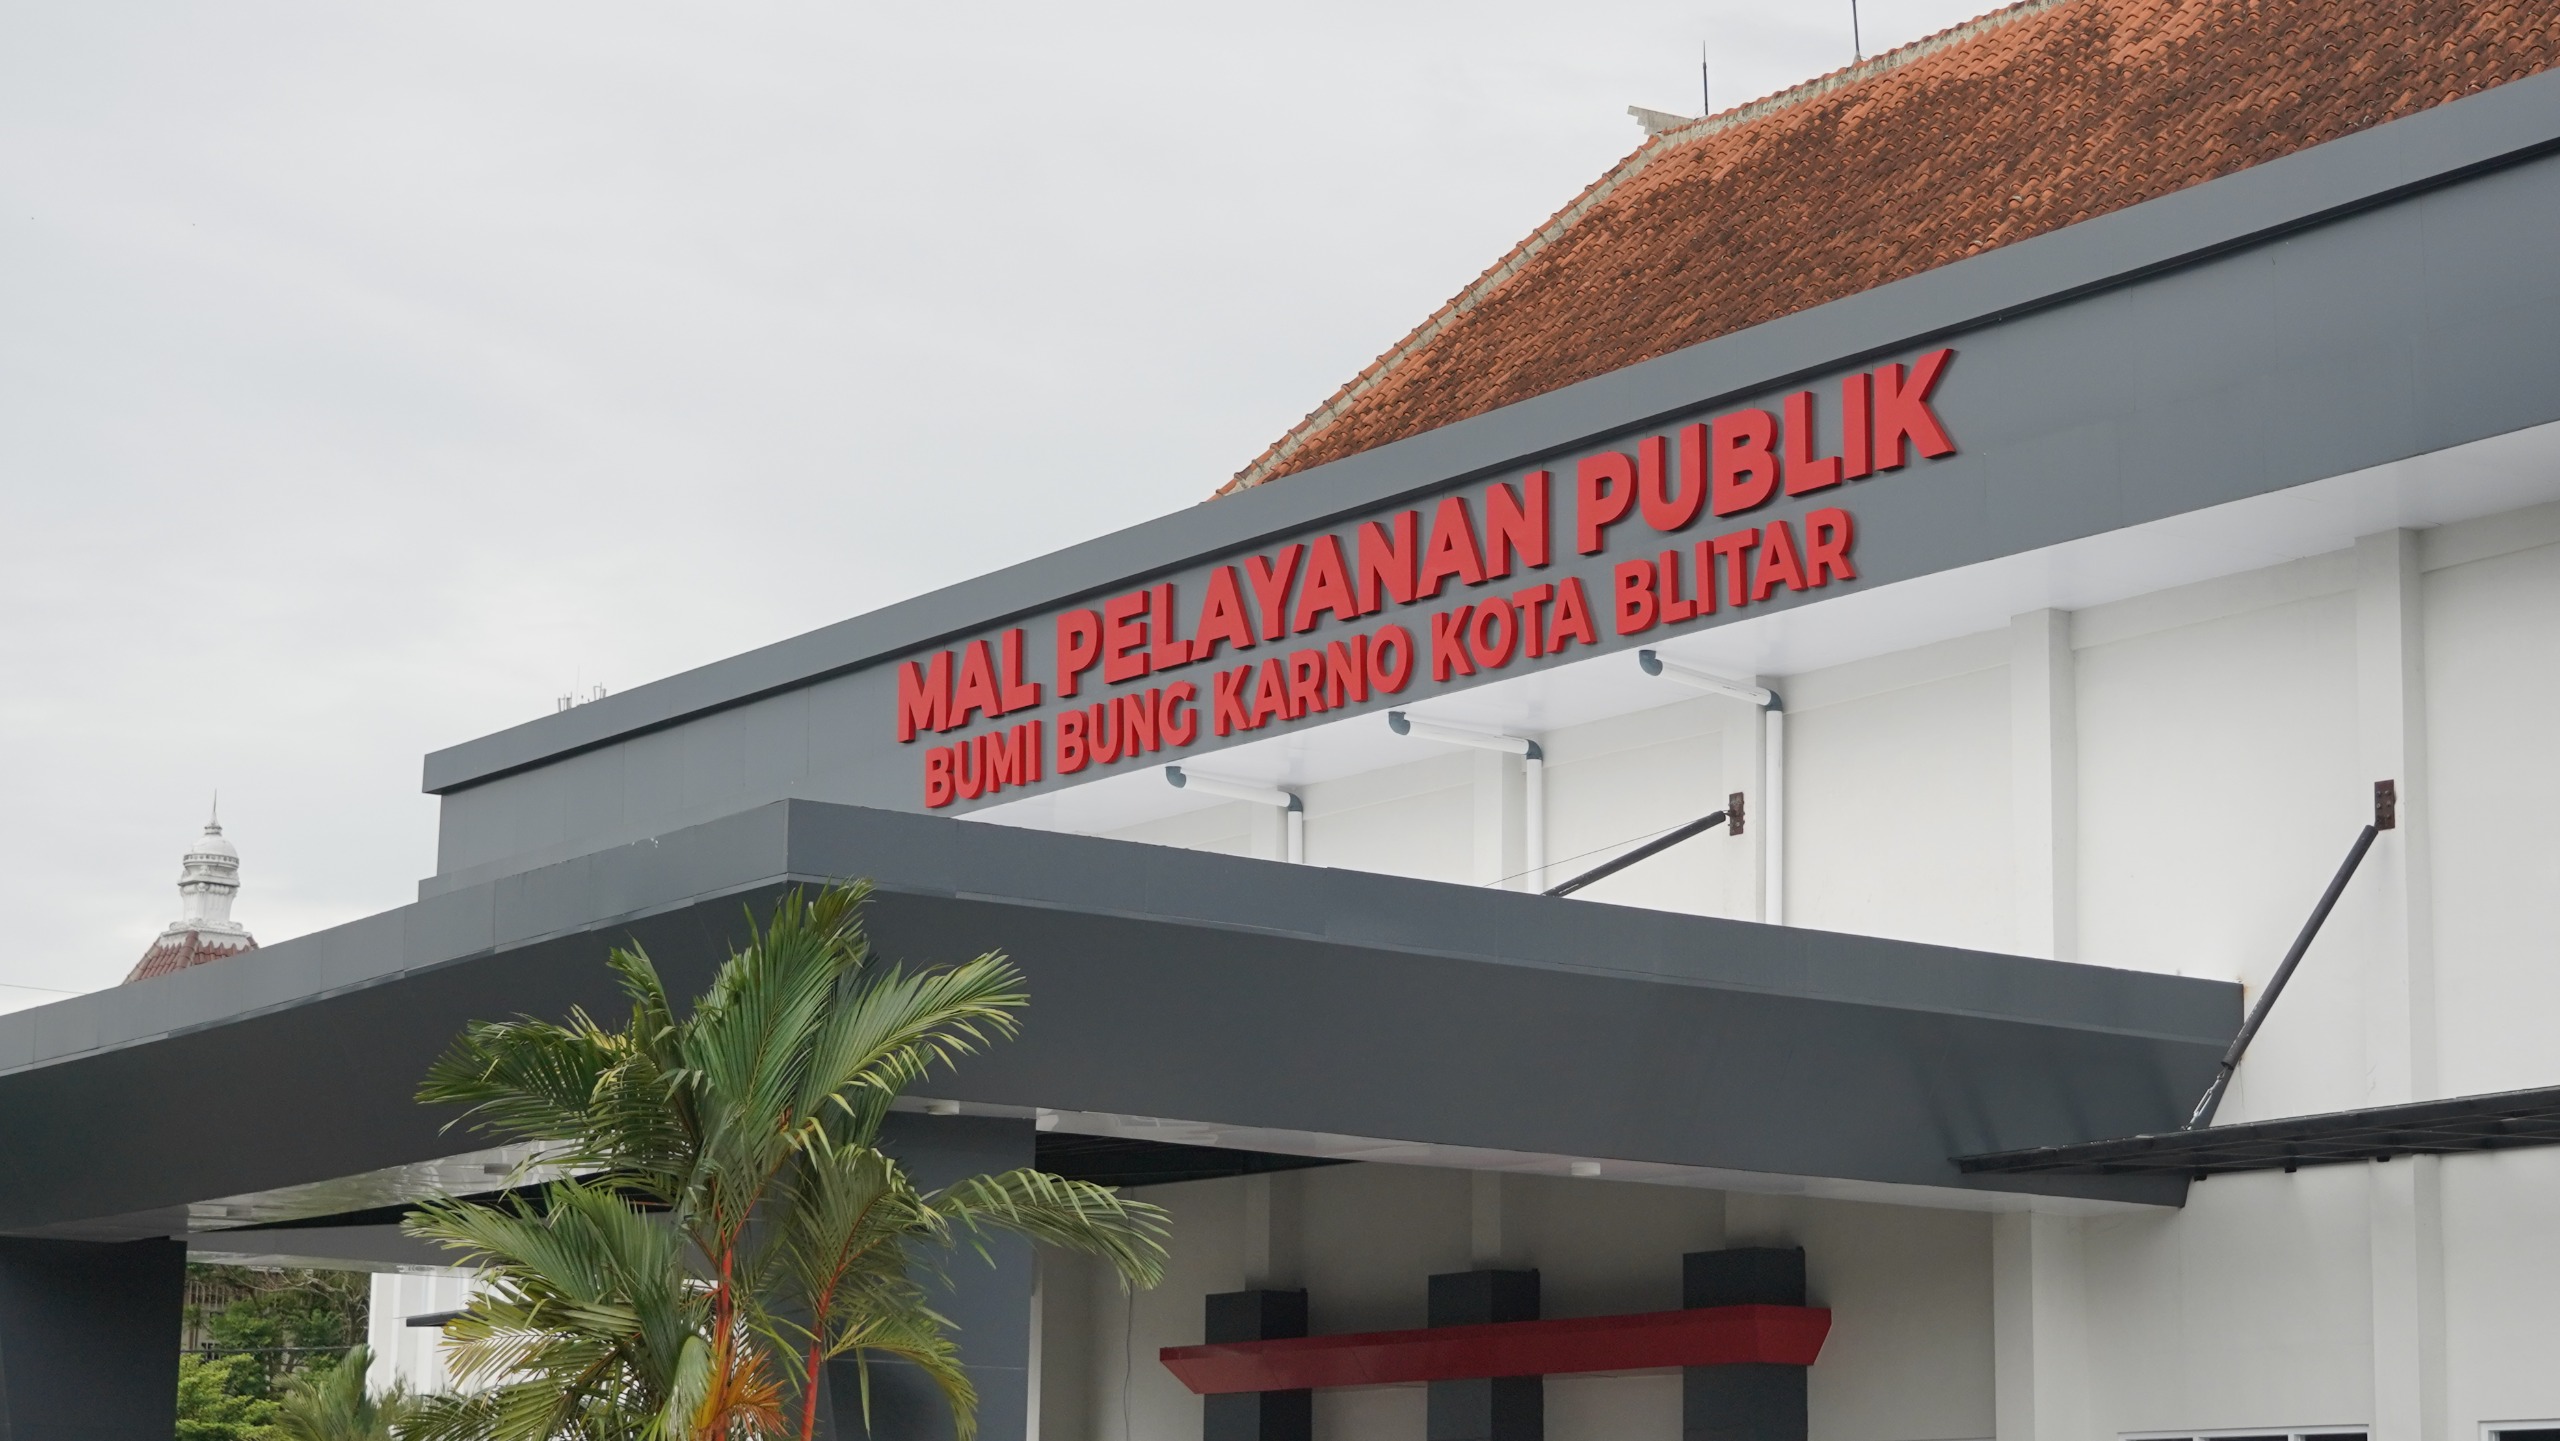 MAL PELAYANAN PUBLIK
BUMI BUNG KARNO KOTA BLITAR